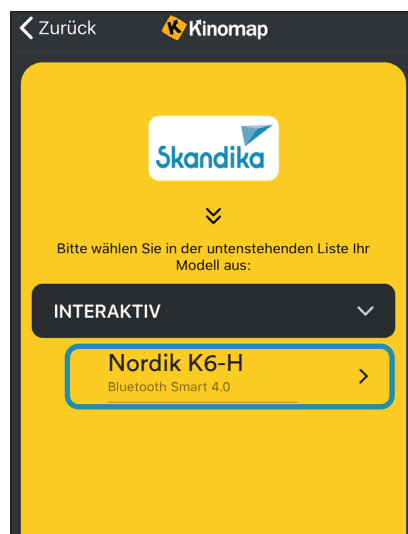 Zurück
Kinomap
Skandika
Bitte wählen Sie in der untenstehenden Liste Ihr
Modell aus:
INTERAKTIV
Nordik K6-H
Bluetooth Smart 4.0